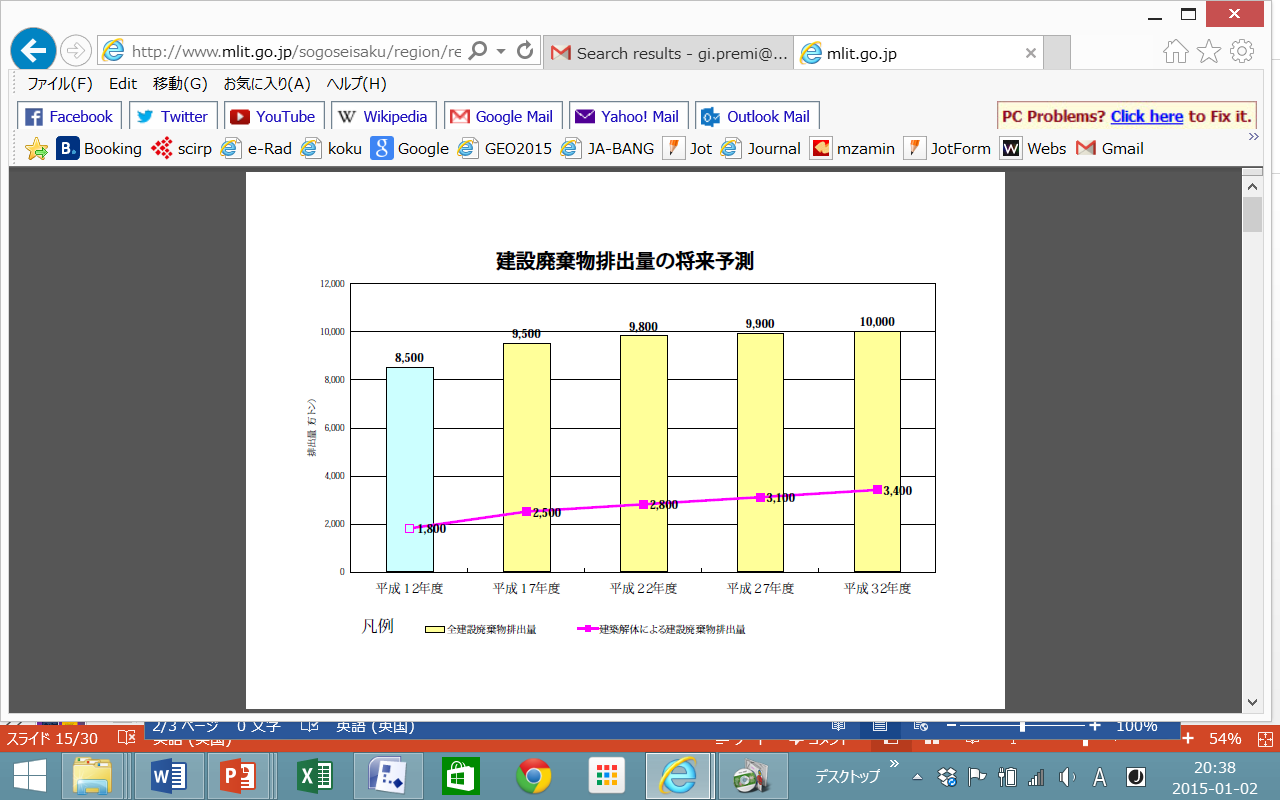 http://www.mlit.go.jp/sogoseisaku/region/re
Search results - gi.premi@...
mlit.go.jp
ファイル(F) Edit 移動(G) お気に入り(A) ヘルプ(H)
Facebook Twitter YouTube Wikipedia Google Mail Yahoo! Mail Outlook Mail
PC Problems? Click here to Fix it.
Booking scirp e-Rad koku Google GEO2015 JA-BANG Jot Journal mzamin JotForm Webs Gmail
建設廃棄物排出量の将来予測
12,000
10,000
8,000
6,000
4,000
2,000
0
排出量(万トン)
8,500
9,500
9,800
9,900
10,000
1,800
2,500
2,800
3,100
3,400
平成12年度 平成17年度 平成22年度 平成27年度 平成32年度
凡例 全建設廃棄物排出量 建築解体による建設廃棄物排出量
2/3 ページ 0 文字 英語 (英国) 100%
スライド 15/30 英語 (英国) 54%
デスクトップ
A
20:38
2015-01-02